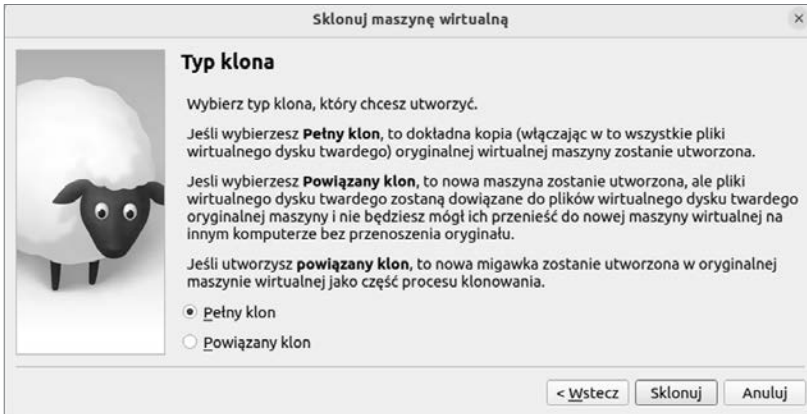 Sklonuj maszynę wirtualną
Typ klona
Wybierz typ klona, który chcesz utworzyć.
Jeśli wybierzesz Pełny klon, to dokładna kopia (włączając w to wszystkie pliki
wirtualnego dysku twardego) oryginalnej wirtualnej maszyny zostanie utworzona.
Jesli wybierzesz Powiązany klon, to nowa maszyna zostanie utworzona, ale pliki
wirtualnego dysku twardego zostaną dowiązane do plików wirtualnego dysku twardego
oryginalnej maszyny i nie będziesz mógł ich przenieść do nowej maszyny wirtualnej na
innym komputerze bez przenoszenia oryginału.
Jeśli utworzysz powiązany klon, to nowa migawka zostanie utworzona w oryginalnej
maszynie wirtualnej jako część procesu klonowania.
Pełny klon
Powiązany klon
< Wstecz Sklonuj Anuluj